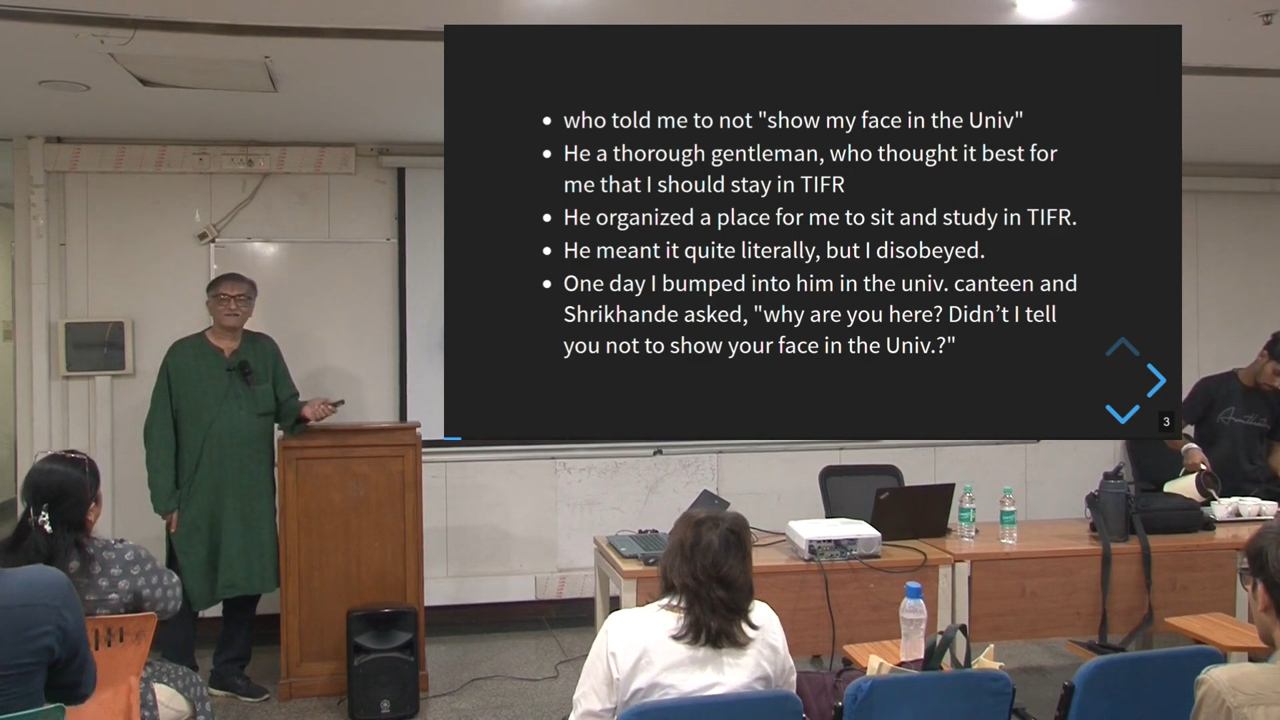 who told me to not "show my face in the Univ"
He a thorough gentleman, who thought it best for
me that I should stay in TIFR
He organized a place for me to sit and study in TIFR.
He meant it quite literally, but I disobeyed.
One day I bumped into him in the univ. canteen and
Shrikhande asked, "why are you here? Didn’t I tell
you not to show your face in the Univ.?"
3